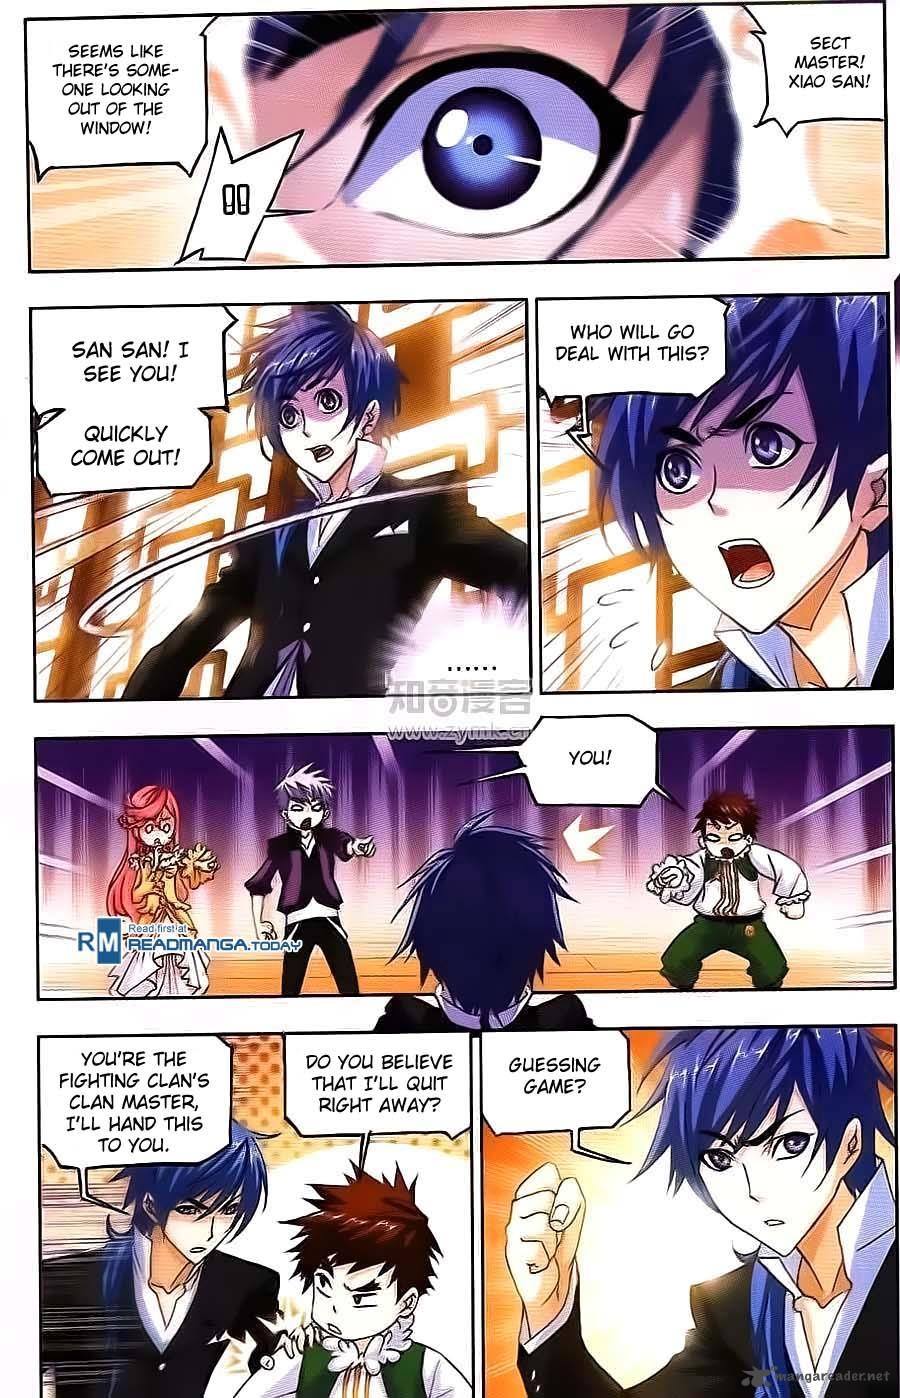 SEEMS LIKE
THERE'S SOME-
ONE LOOKING
OUT OF THE
WINDOW!
SECT
MASTER!
XIAO SAN!
!!
SAN SAN! I
SEE YOU!
QUICKLY
COME OUT!
......
WHO WILL GO
DEAL WITH THIS?
知音漫客
www.zymk.cn
YOU!
Read first at
RM READMANGA.TODAY
YOU'RE THE
FIGHTING CLAN'S
CLAN MASTER,
I'LL HAND THIS
TO YOU.
DO YOU BELIEVE
THAT I'LL QUIT
RIGHT AWAY?
GUESSING
GAME?
mangareader.net